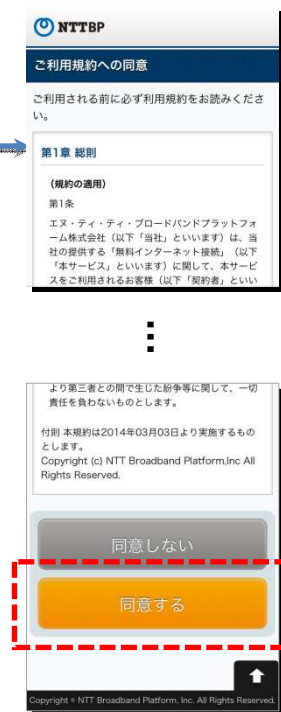 NTTBP
ご利用規約への同意
ご利用される前に必ず利用規約をお読みくださ
い。
第1章 総則
(規約の適用)
第1条
エヌ・ティ・ティ・ブロードバンドプラットフォ
ーム株式会社（以下「当社」といいます）は、当
社の提供する「無料インターネット接続」（以下
「本サービス」といいます）に関して、本サービ
スをご利用されるお客様（以下「契約者」といい
より第三者との間で生じた紛争等に関して、一切
責任を負わないものとします。
付則 本規約は2014年03月03日より実施するもの
とします。
Copyright (c) NTT Broadband Platform,Inc All
Rights Reserved.
同意しない
同意する
Copyright © NTT Broadband Platform, Inc. All Rights Reserved.